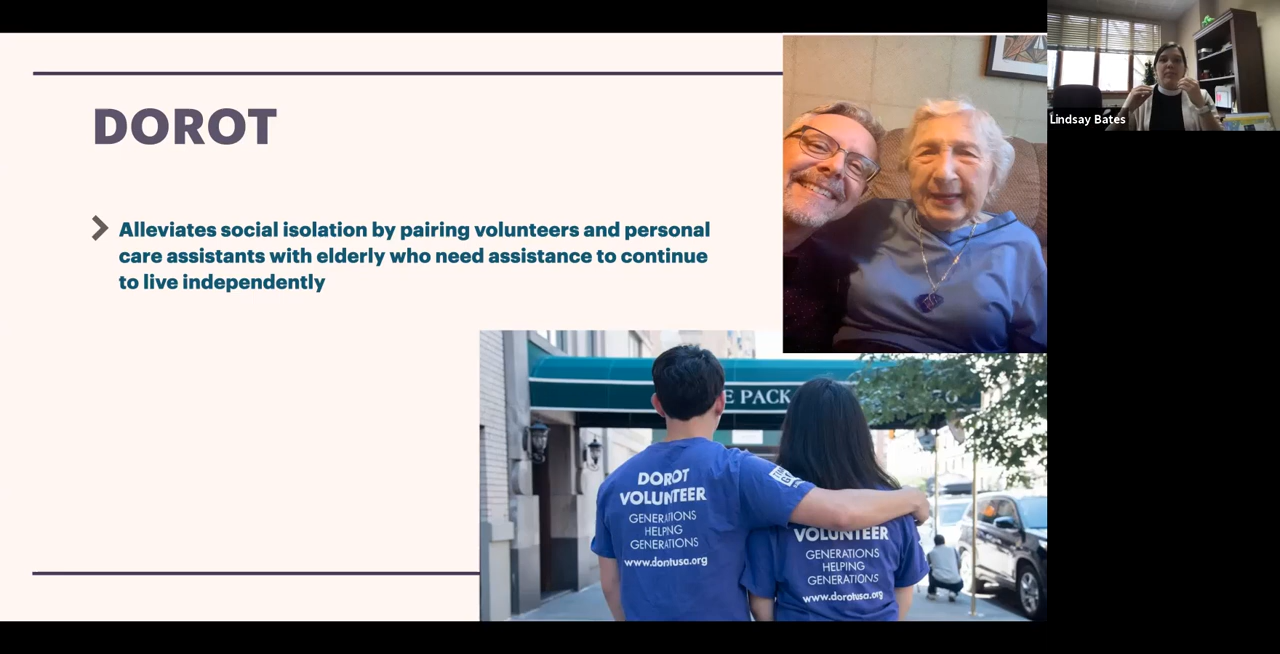 DOROT
Alleviates social isolation by pairing volunteers and personal
care assistants with elderly who need assistance to continue
to live independently
Lindsay Bates
E PACK
76
DOROT
VOLUNTEER
GENERATIONS
HELPING
GENERATIONS
www.dorotusa.org
VOLUNTEER
GENERATIONS
HELPING
GENERATIONS
www.dorotusa.org